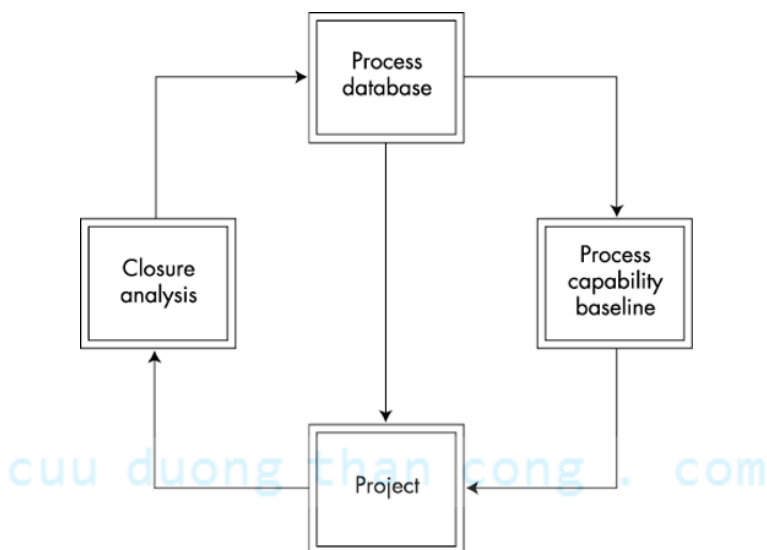 Process
database
Closure
analysis
Process
capability
baseline
cuu duong than cong . com
Project